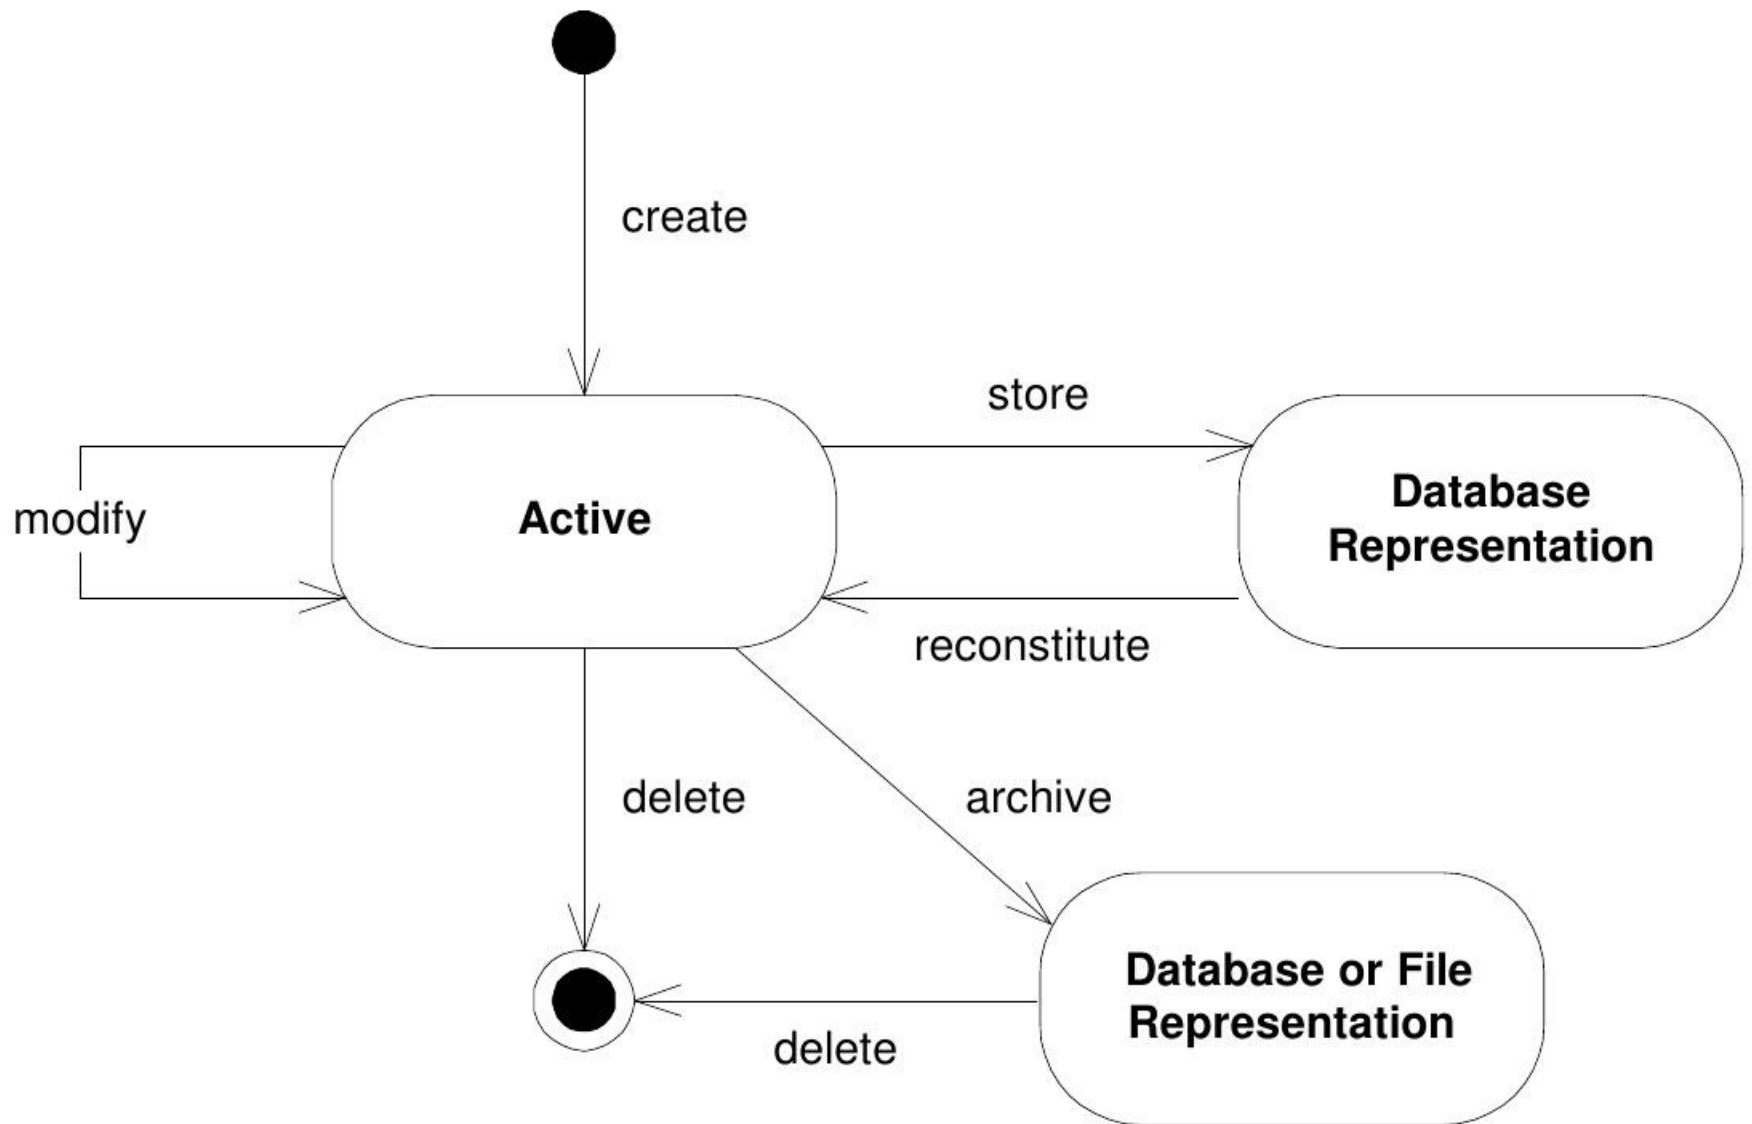 create
store
modify
Active
Database
Representation
reconstitute
delete
archive
Database or File
Representation
delete